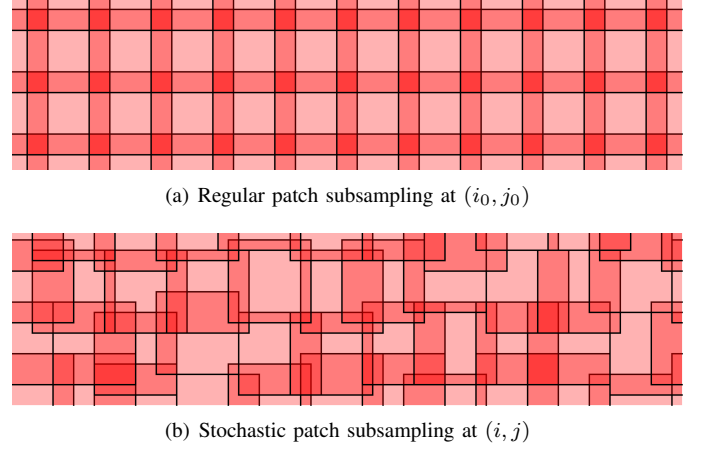 (a) Regular patch subsampling at (i₀, j₀)
(b) Stochastic patch subsampling at (i, j)